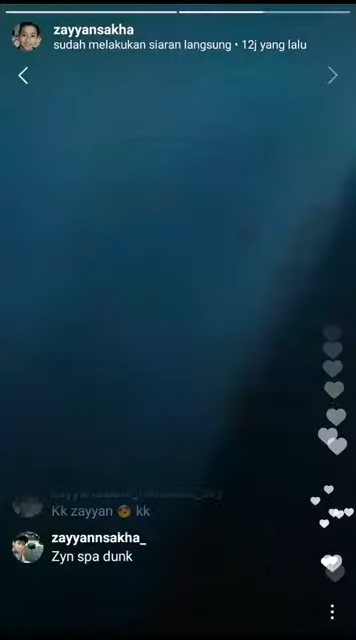 zayyansakha
sudah melakukan siaran langsung • 12j yang lalu
Kk zayyan 🤕 kk
zayyannsakha_
Zyn spa dunk